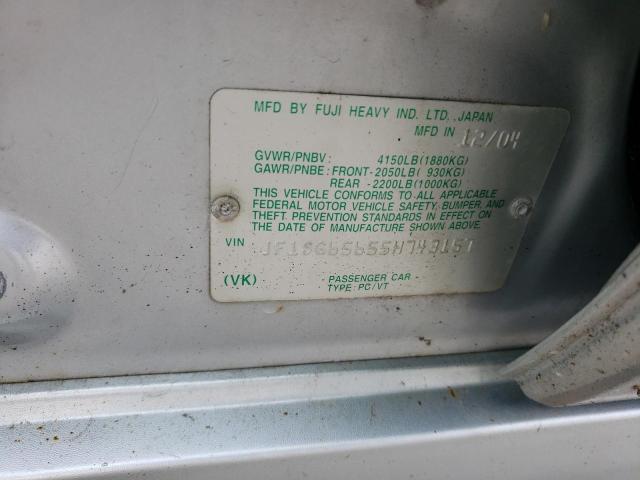 MFD BY FUJI HEAVY IND. LTD., JAPAN
MFD IN 12/04
GVWR/PNBV: 4150LB(1880KG)
GAWR/PNBE: FRONT-2050LB( 930KG)
REAR -2200LB(1000KG)
THIS VEHICLE CONFORMS TO ALL APPLICABLE
FEDERAL MOTOR VEHICLE SAFETY, BUMPER, AND
THEFT PREVENTION STANDARDS IN EFFECT ON
THE DATE OF MANUFACTURE SHOWN ABOVE.
VIN
(VK) - PASSENGER CAR -
TYPE: PC/VT